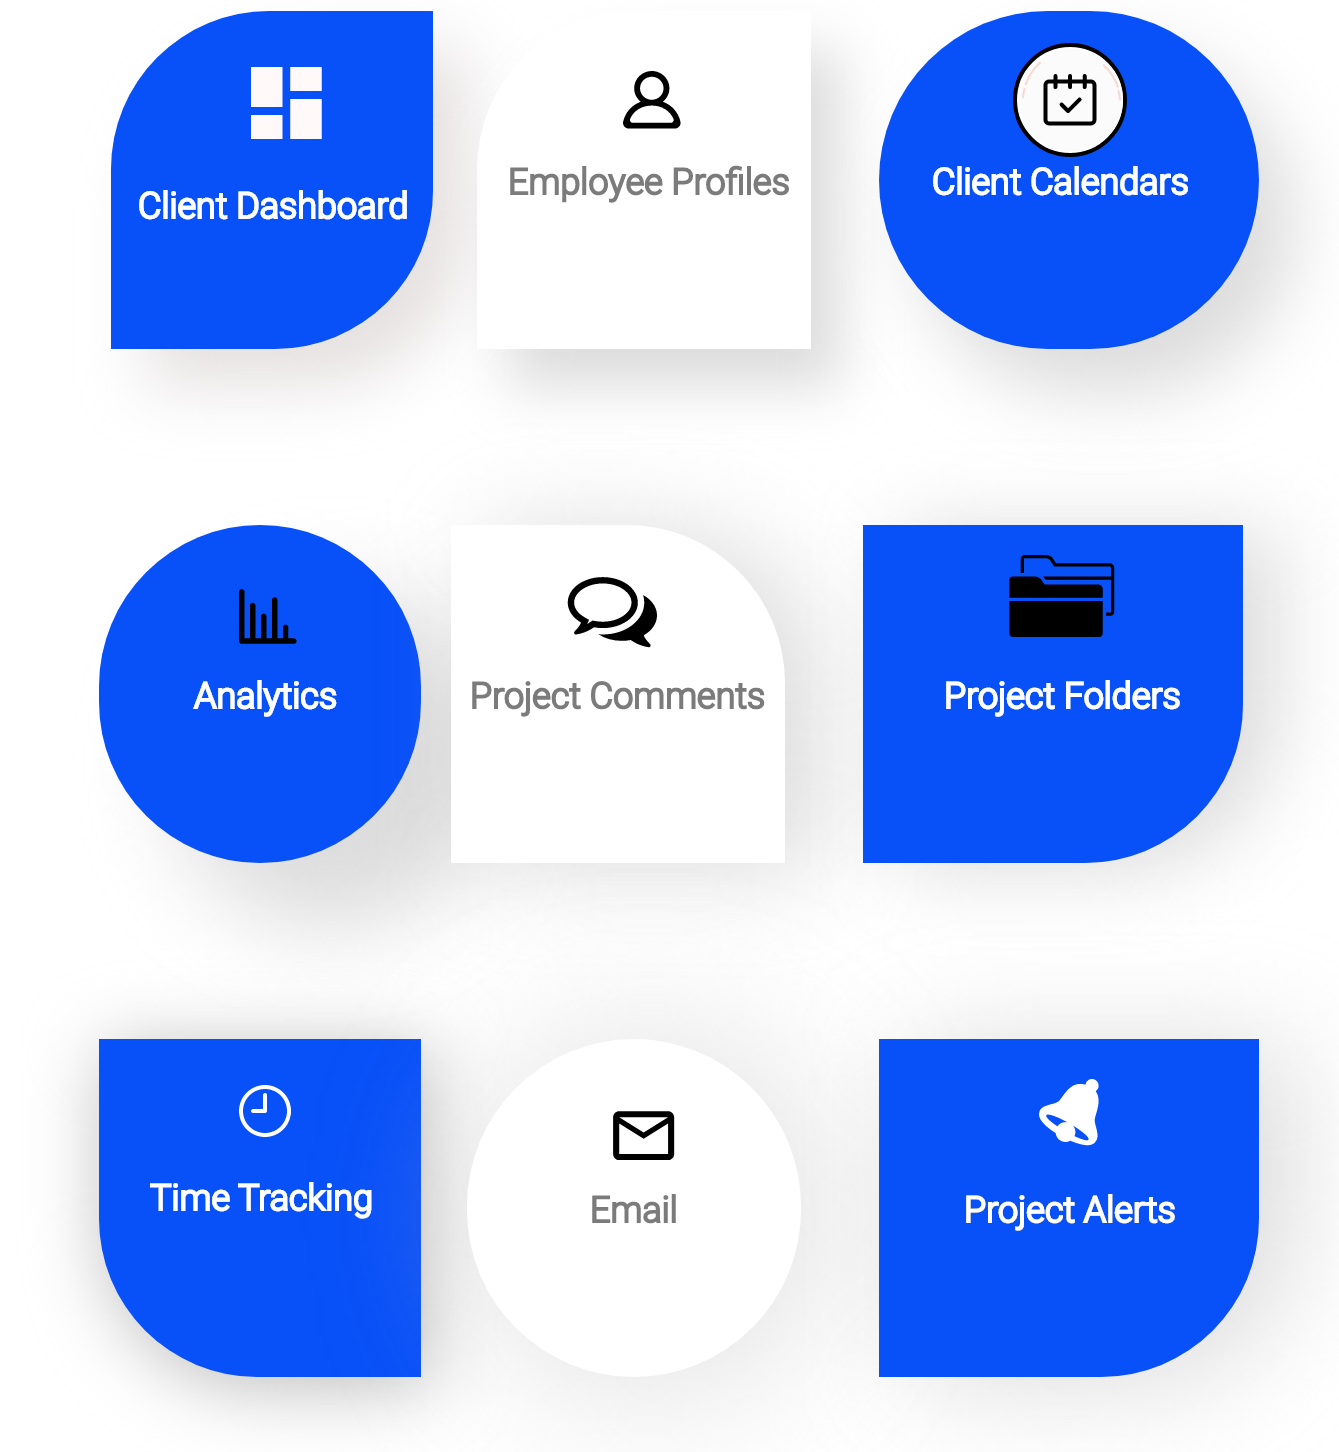 Client Dashboard
Employee Profiles
Client Calendars
Analytics
Project Comments
Project Folders
Time Tracking
Email
Project Alerts